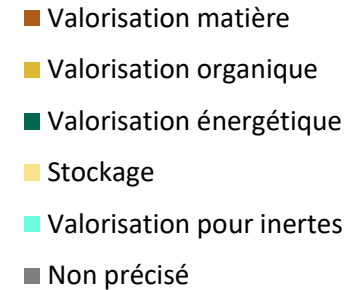 Valorisation matière
Valorisation organique
Valorisation énergétique
Stockage
Valorisation pour inertes
Non précisé